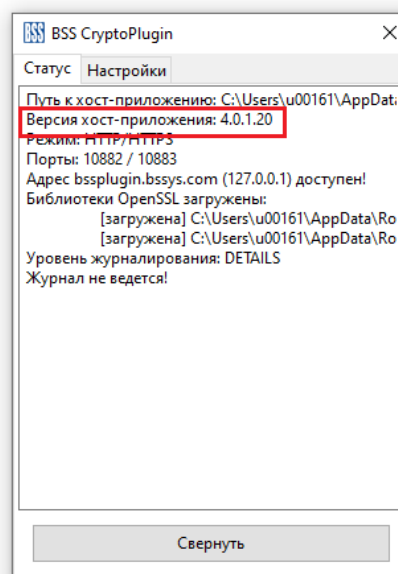 BSS CryptoPlugin
Статус Настройки
Путь к хост-приложению: C:\Users\u00161\AppData
Версия хост-приложения: 4.0.1.20
Режим: HTTP/HTTPS
Порты: 10882 / 10883
Адрес bssplugin.bssys.com (127.0.0.1) доступен!
Библиотеки OpenSSL загружены:
[загружена] C:\Users\u00161\AppData\Ro
[загружена] C:\Users\u00161\AppData\Ro
Уровень журналирования: DETAILS
Журнал не ведется!
Свернуть